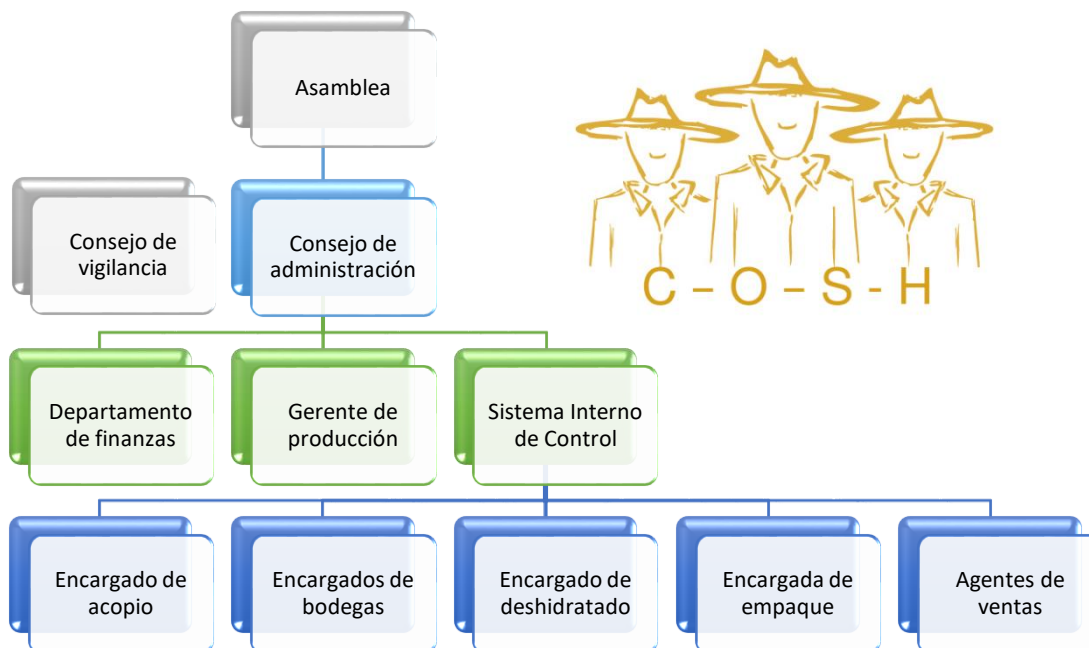 Asamblea
C – O – S - H
Consejo de
vigilancia
Consejo de
administración
Departamento
de finanzas
Gerente de
producción
Sistema Interno
de Control
Encargado de
acopio
Encargados de
bodegas
Encargado de
deshidratado
Encargada de
empaque
Agentes de
ventas